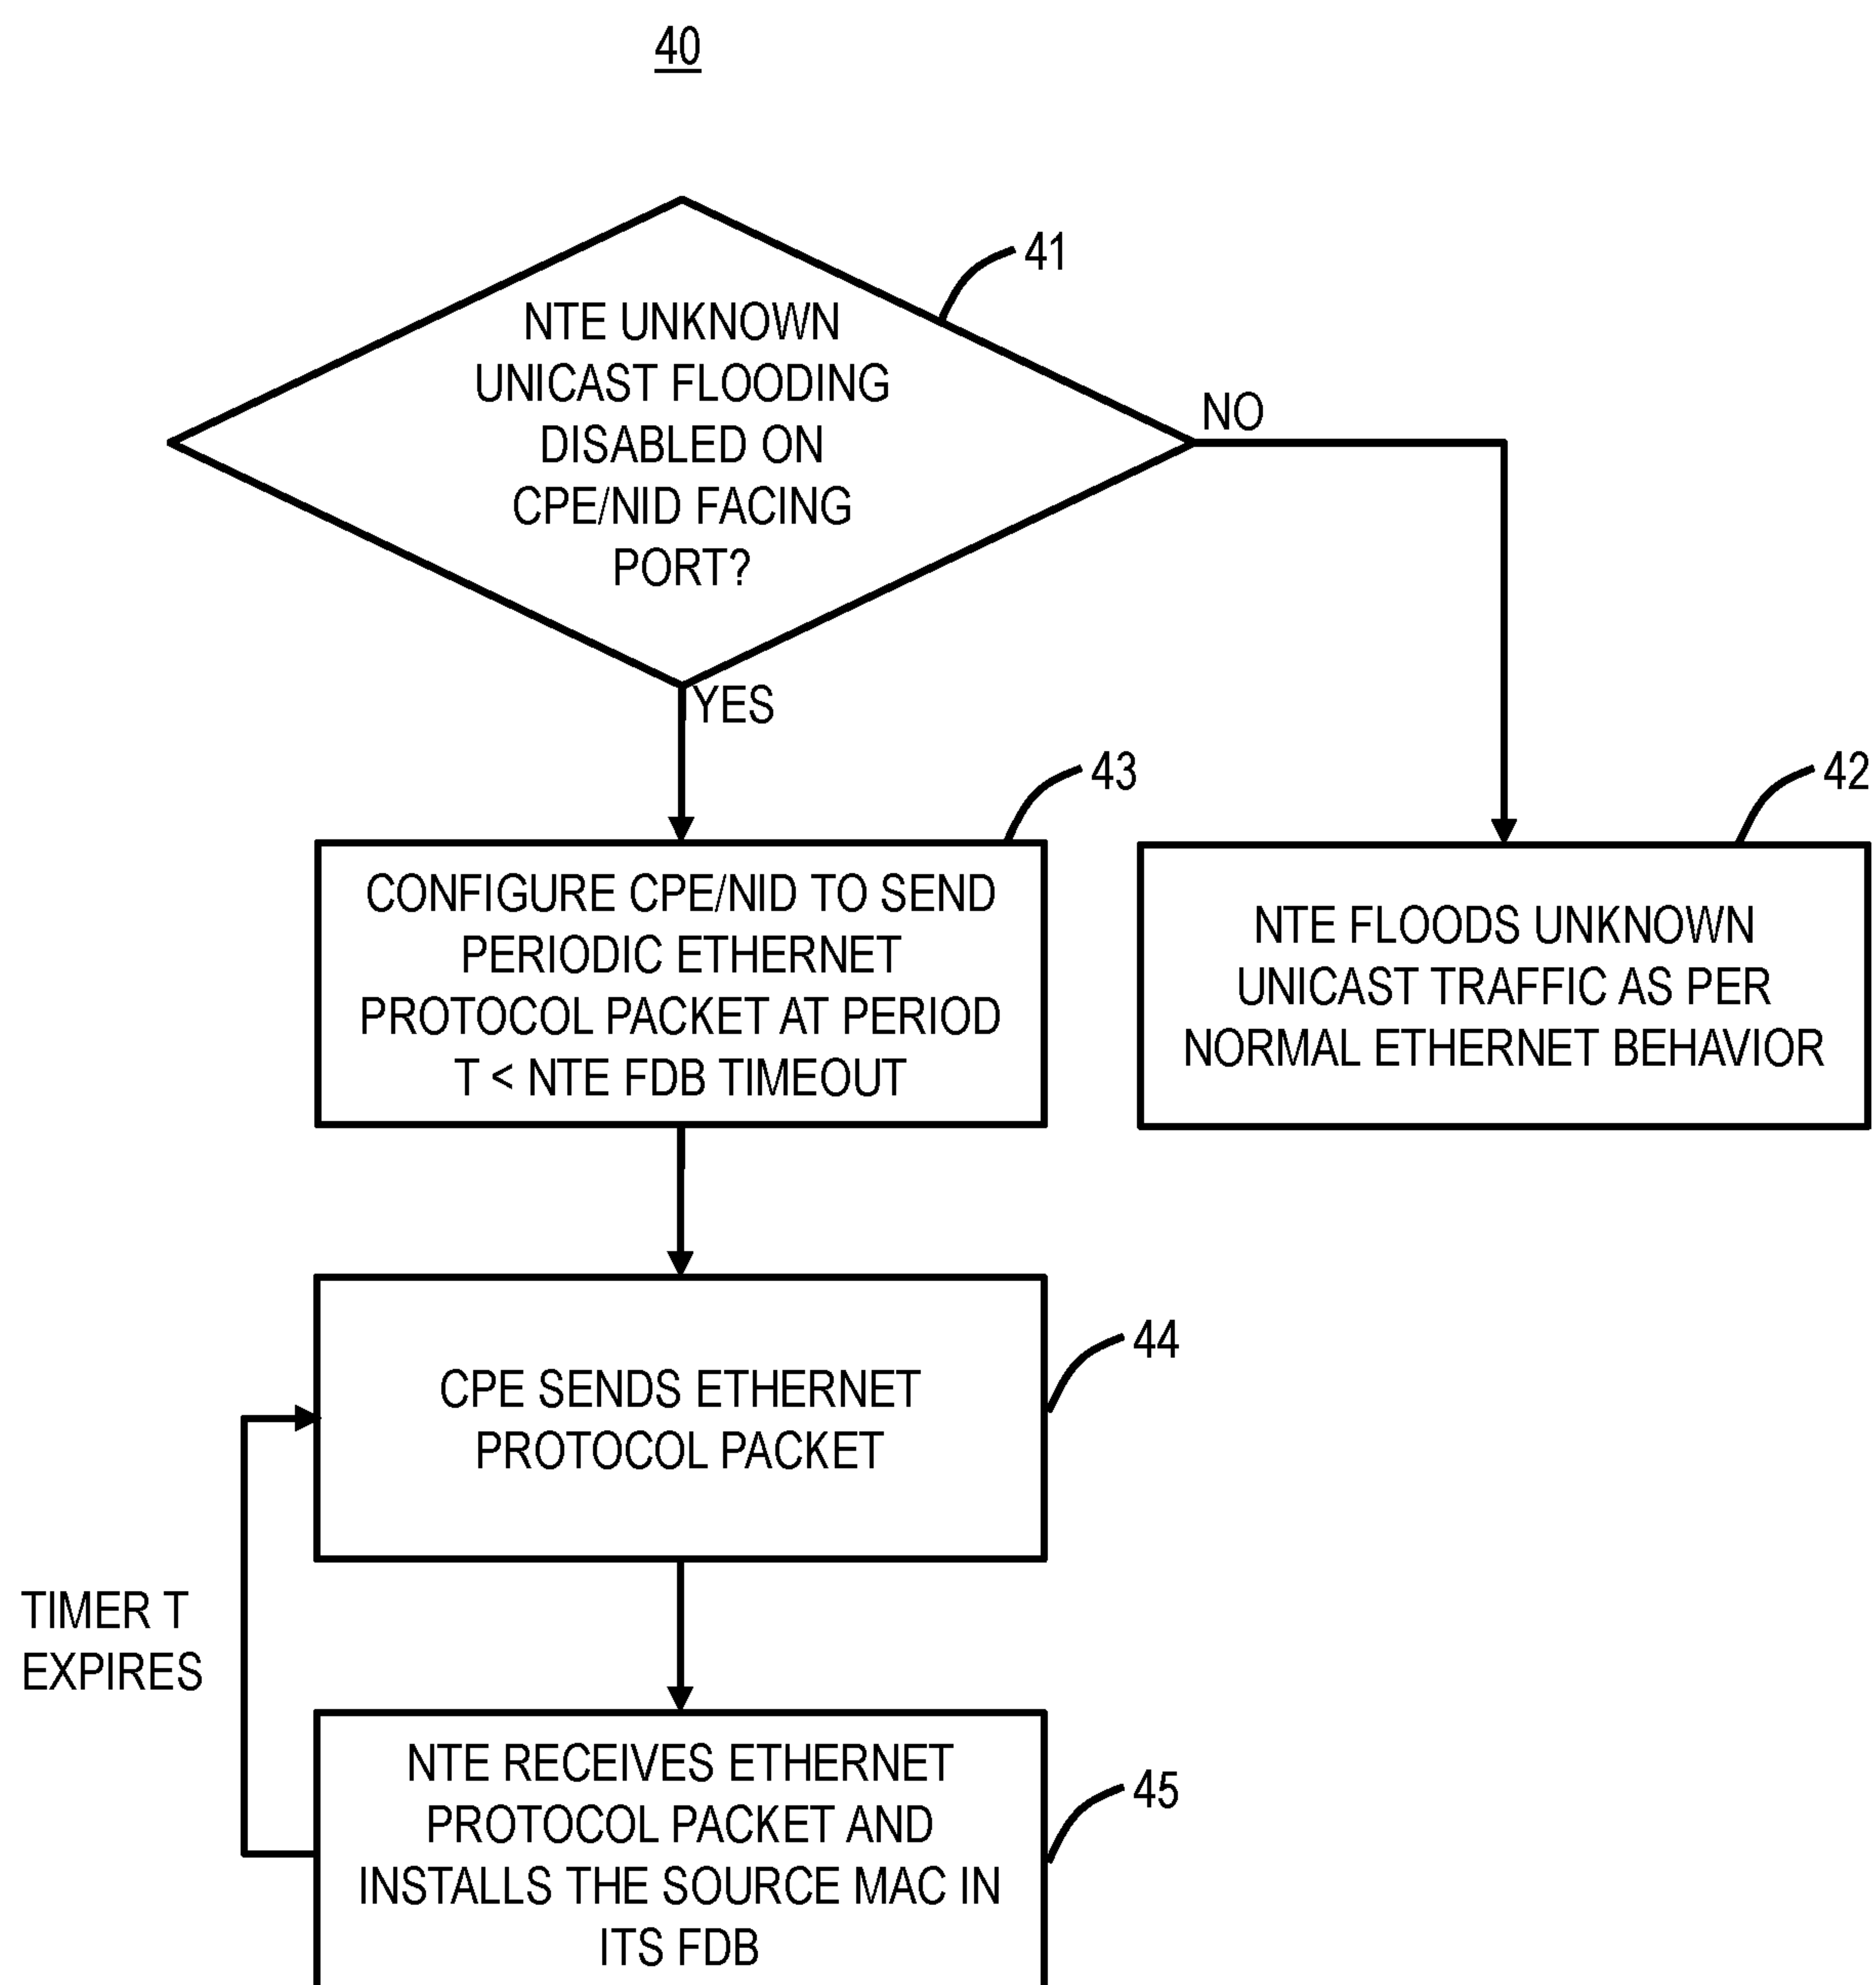 40
41
NTE UNKNOWN
UNICAST FLOODING
DISABLED ON
CPE/NID FACING
PORT?
NO
YES
43
42
CONFIGURE CPE/NID TO SEND
PERIODIC ETHERNET
PROTOCOL PACKET AT PERIOD
T < NTE FDB TIMEOUT
NTE FLOODS UNKNOWN
UNICAST TRAFFIC AS PER
NORMAL ETHERNET BEHAVIOR
44
CPE SENDS ETHERNET
PROTOCOL PACKET
TIMER T
EXPIRES
45
NTE RECEIVES ETHERNET
PROTOCOL PACKET AND
INSTALLS THE SOURCE MAC IN
ITS FDB